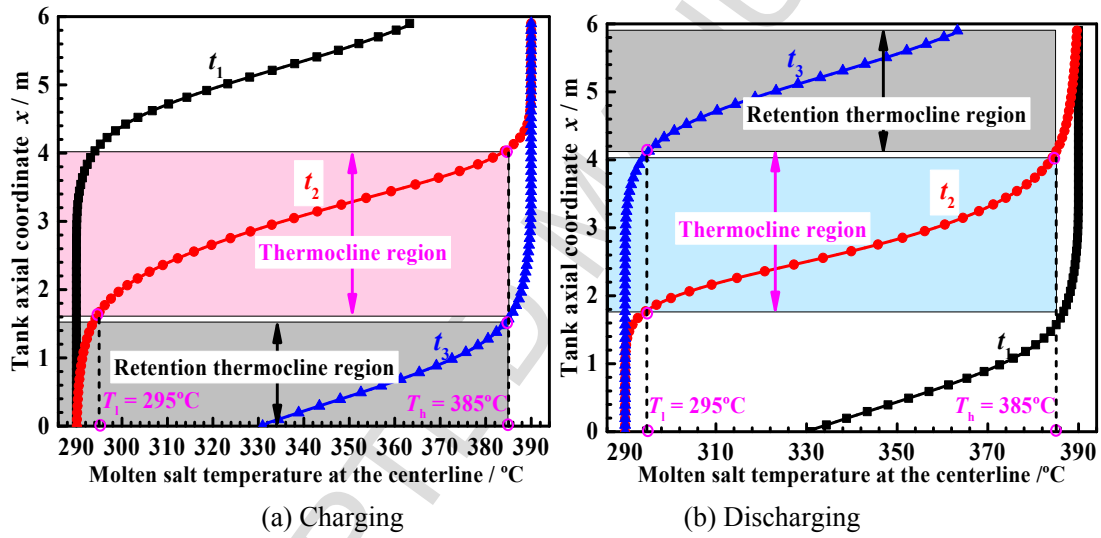 6
5
4
3
2
1
0
Tank axial coordinate x / m
t1
t2
Thermocline region
t3
Retention thermocline region
Tl = 295ºC
Th = 385ºC
290 300 310 320 330 340 350 360 370 380 390
Molten salt temperature at the centerline / ºC
(a) Charging
6
5
4
3
2
1
0
Tank axial coordinate x / m
t3
Retention thermocline region
t2
Thermocline region
t1
Tl = 295ºC
Th = 385ºC
290 310 330 350 370 390
Molten salt temperature at the centerline / ºC
(b) Discharging